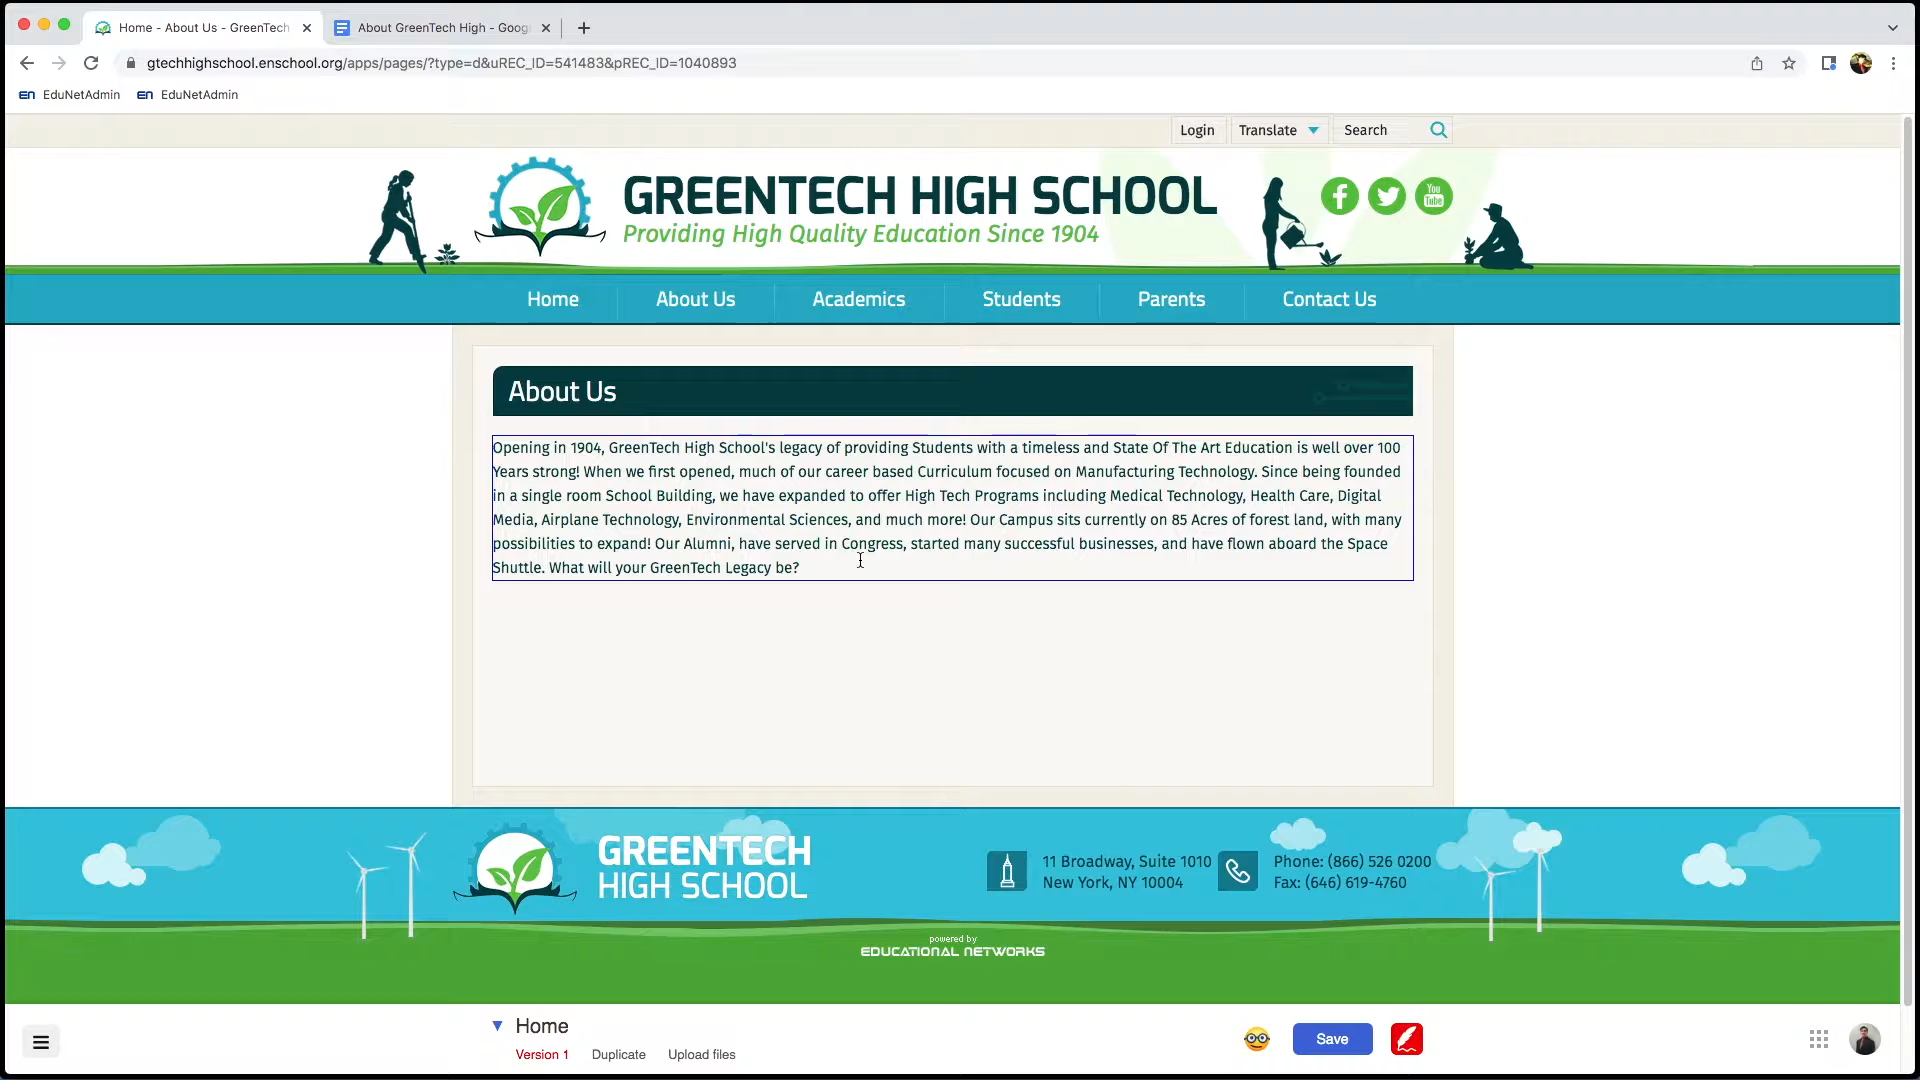 Home - About Us - GreenTech
About GreenTech High - Goog
gtechhighschool.enschool.org/apps/pages/?type=d&uREC_ID=541483&pREC_ID=1040893
en EduNetAdmin en EduNetAdmin
Login Translate Search
GREENTECH HIGH SCHOOL
Providing High Quality Education Since 1904
You
Tube
Home About Us Academics Students Parents Contact Us
About Us
Opening in 1904, GreenTech High School's legacy of providing Students with a timeless and State Of The Art Education is well over 100
Years strong! When we first opened, much of our career based Curriculum focused on Manufacturing Technology. Since being founded
in a single room School Building, we have expanded to offer High Tech Programs including Medical Technology, Health Care, Digital
Media, Airplane Technology, Environmental Sciences, and much more! Our Campus sits currently on 85 Acres of forest land, with many
possibilities to expand! Our Alumni, have served in Congress, started many successful businesses, and have flown aboard the Space
Shuttle. What will your GreenTech Legacy be?
GREENTECH
HIGH SCHOOL
11 Broadway, Suite 1010
New York, NY 10004
Phone: (866) 526 0200
Fax: (646) 619-4760
powered by
EDUCATIONAL NETWORKS
Home
Version 1 Duplicate Upload files
Save